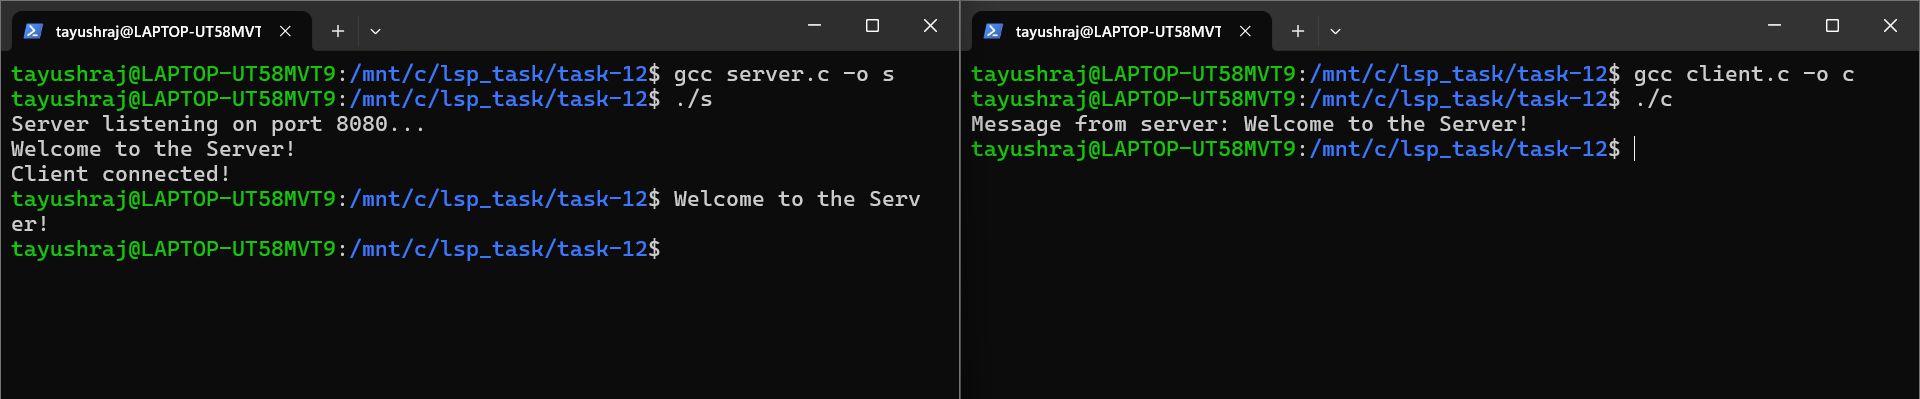 tayushraj@LAPTOP-UT58MVT9
tayushraj@LAPTOP-UT58MVT9:/mnt/c/lsp_task/task-12$ gcc server.c -o s
tayushraj@LAPTOP-UT58MVT9:/mnt/c/lsp_task/task-12$ ./s
Server listening on port 8080...
Welcome to the Server!
Client connected!
tayushraj@LAPTOP-UT58MVT9:/mnt/c/lsp_task/task-12$ Welcome to the Serv
er!
tayushraj@LAPTOP-UT58MVT9:/mnt/c/lsp_task/task-12$
tayushraj@LAPTOP-UT58MVT
tayushraj@LAPTOP-UT58MVT9:/mnt/c/lsp_task/task-12$ gcc client.c -o c
tayushraj@LAPTOP-UT58MVT9:/mnt/c/lsp_task/task-12$ ./c
Message from server: Welcome to the Server!
tayushraj@LAPTOP-UT58MVT9:/mnt/c/lsp_task/task-12$